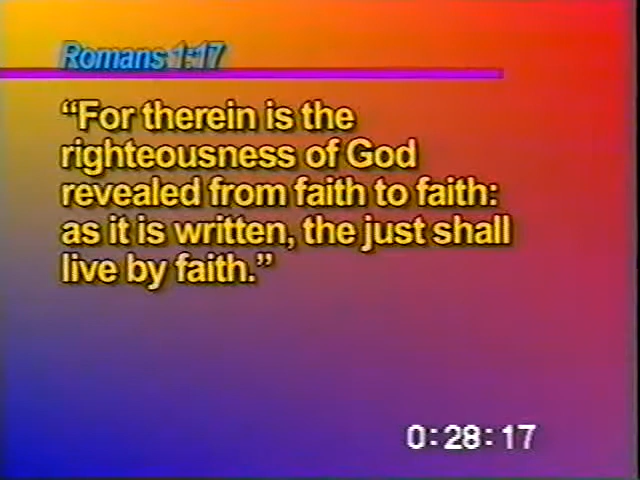 Romans 1:17
“For therein is the
righteousness of God
revealed from faith to faith:
as it is written, the just shall
live by faith.”
0:28:17